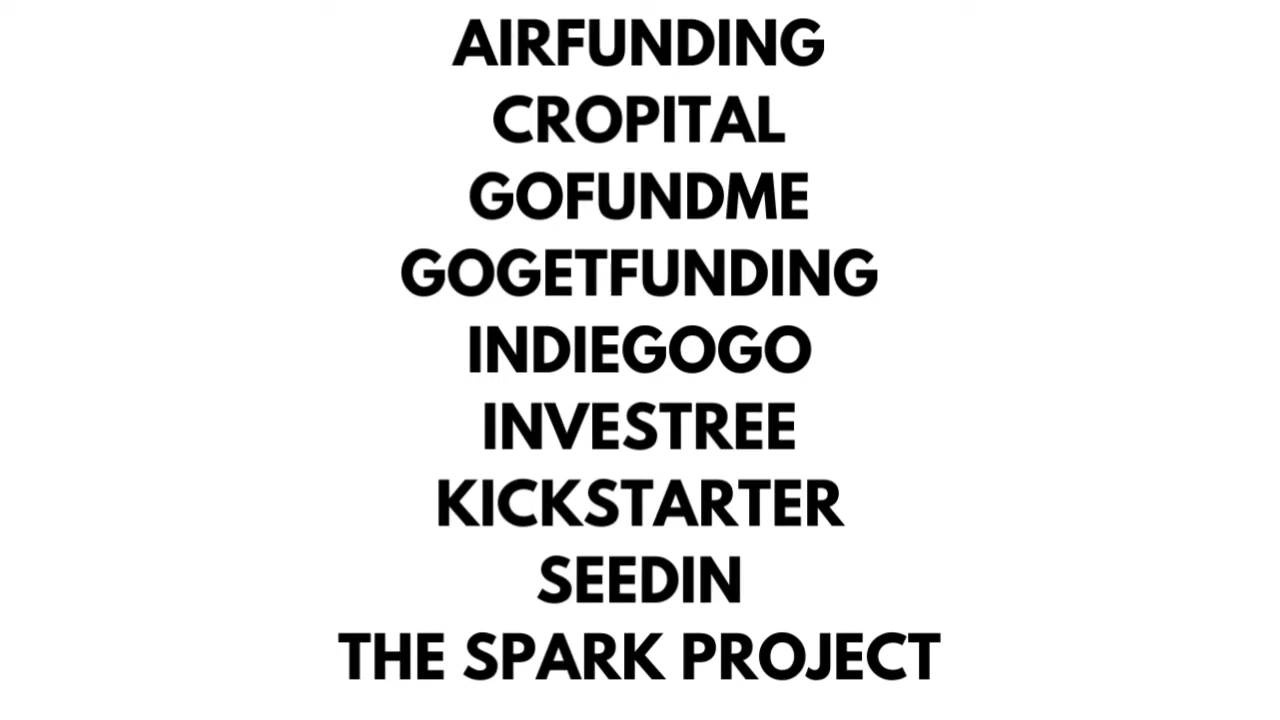 AIRFUNDING
CROPITAL
GOFUNDME
GOGETFUNDING
INDIEGOGO
INVESTREE
KICKSTARTER
SEEDIN
THE SPARK PROJECT